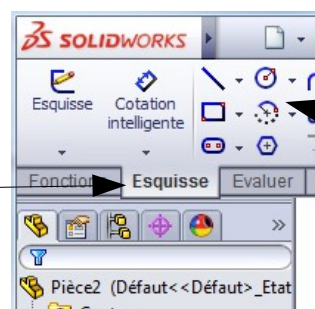 SOLIDWORKS
Esquisse
Cotation
intelligente
Fonction Esquisse Evaluer
Pièce2 (Défaut<<Défaut>_Etat